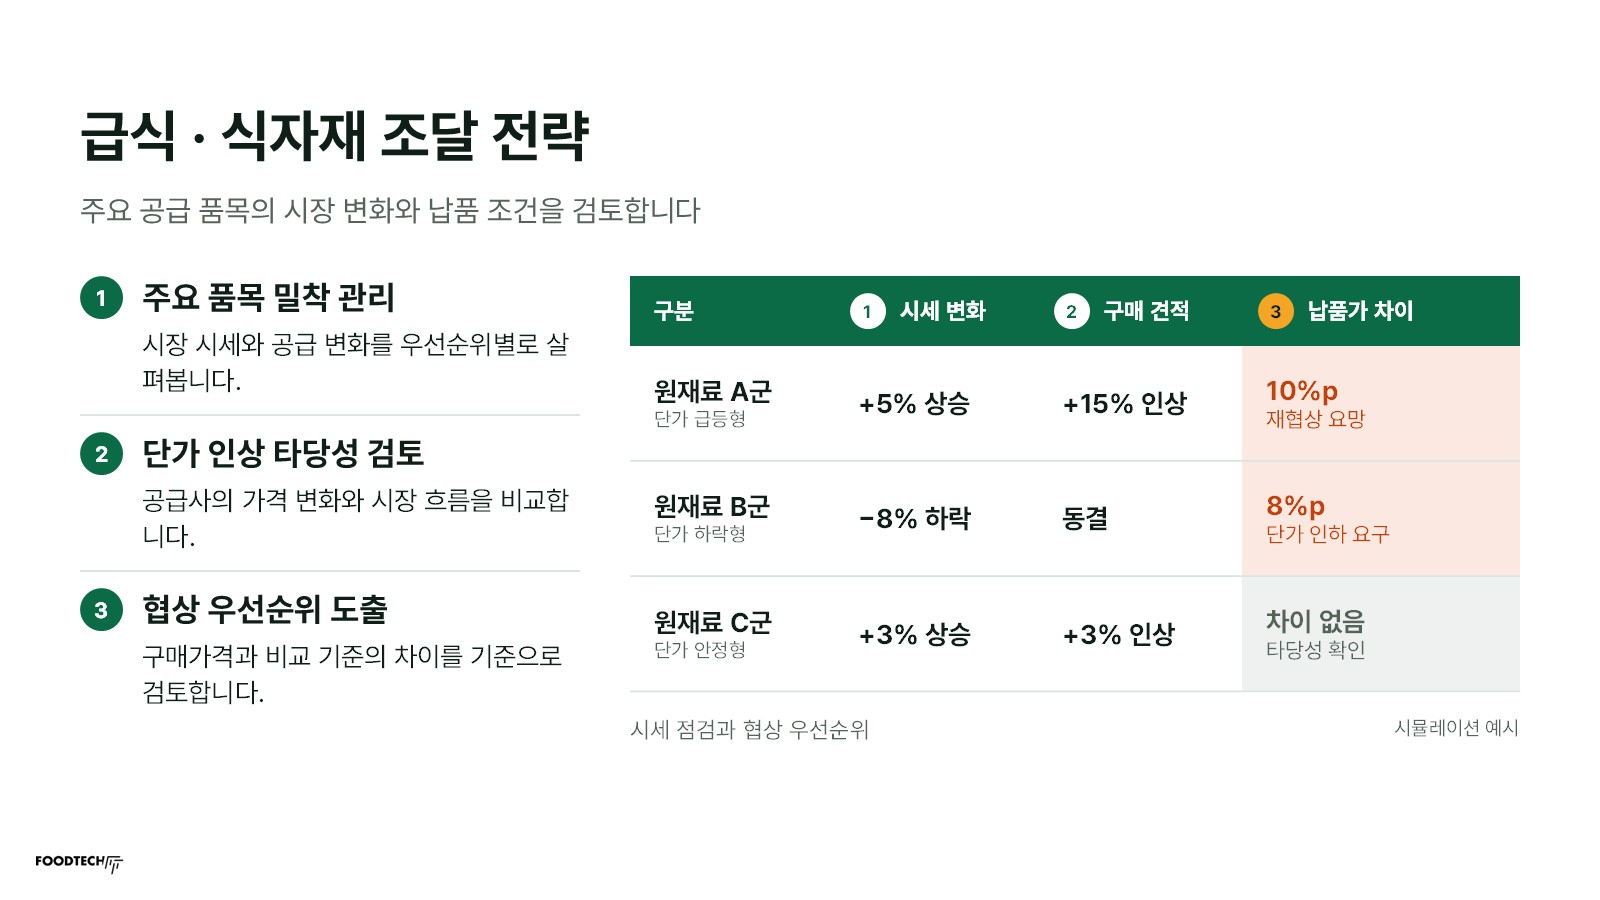 급식 · 식자재 조달 전략
주요 공급 품목의 시장 변화와 납품 조건을 검토합니다
1 주요 품목 밀착 관리
시장 시세와 공급 변화를 우선순위별로 살
펴봅니다.
2 단가 인상 타당성 검토
공급사의 가격 변화와 시장 흐름을 비교합
니다.
3 협상 우선순위 도출
구매가격과 비교 기준의 차이를 기준으로
검토합니다.
구분 1 시세 변화 2 구매 견적 3 납품가 차이
원재료 A군 +5% 상승 +15% 인상 10%p
단가 급등형 재협상 요망
원재료 B군 −8% 하락 동결 8%p
단가 하락형 단가 인하 요구
원재료 C군 +3% 상승 +3% 인상 차이 없음
단가 안정형 타당성 확인
시세 점검과 협상 우선순위 시뮬레이션 예시
FOODTECH